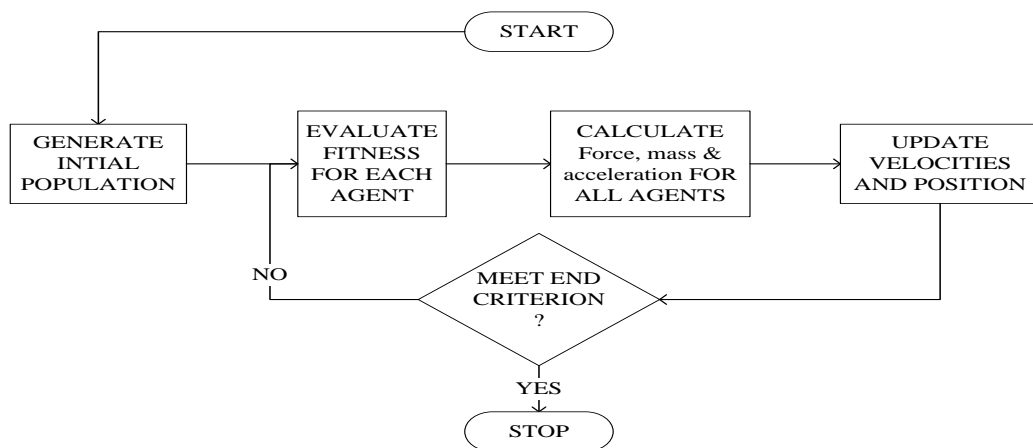 START
GENERATE
INTIAL
POPULATION
EVALUATE
FITNESS
FOR EACH
AGENT
CALCULATE
Force, mass &
acceleration FOR
ALL AGENTS
UPDATE
VELOCITIES
AND POSITION
MEET END
CRITERION
?
NO
YES
STOP